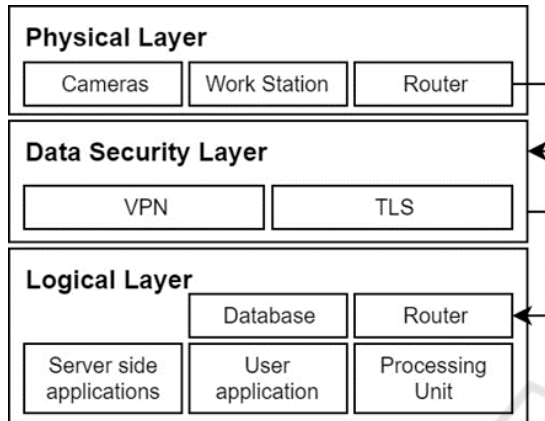 Physical Layer
Cameras
Work Station
Router
Data Security Layer
VPN
TLS
Logical Layer
Database
Router
Server side
applications
User
application
Processing
Unit